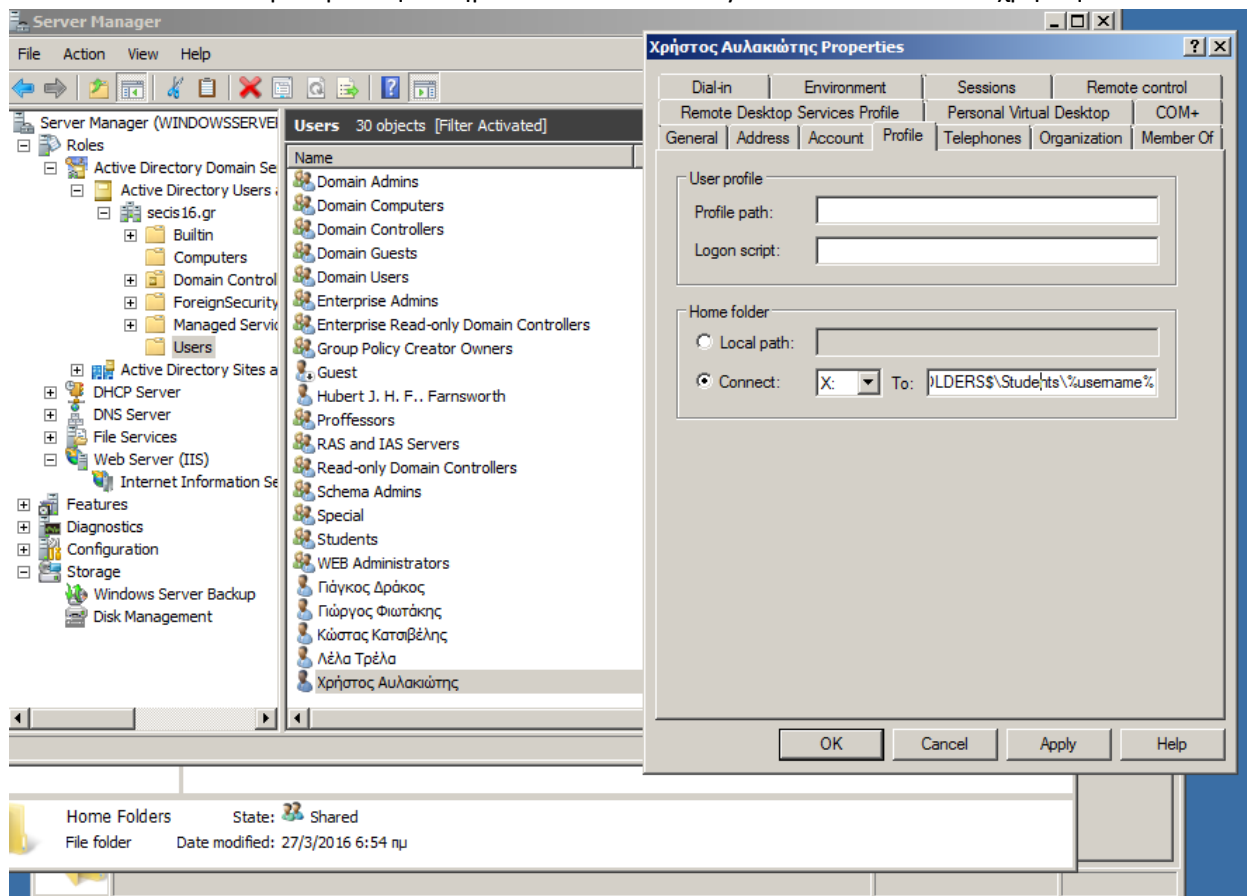 Server Manager
File Action View Help
Server Manager (WINDOWSSERVE
Roles
Active Directory Domain Se
Active Directory Users
secis16.gr
Builtin
Computers
Domain Control
ForeignSecurity
Managed Servic
Users
Active Directory Sites a
DHCP Server
DNS Server
File Services
Web Server (IIS)
Internet Information Se
Features
Diagnostics
Configuration
Storage
Windows Server Backup
Disk Management
Users 30 objects [Filter Activated]
Name
Domain Admins
Domain Computers
Domain Controllers
Domain Guests
Domain Users
Enterprise Admins
Enterprise Read-only Domain Controllers
Group Policy Creator Owners
Guest
Hubert J. H. F.. Farnsworth
Proffessors
RAS and IAS Servers
Read-only Domain Controllers
Schema Admins
Special
Students
WEB Administrators
Γιάγκος Δράκος
Γιώργος Φιωτάκης
Κώστας Κατσιβέλης
Λέλα Τρέλα
Χρήστος Αυλακιώτης
Χρήστος Αυλακιώτης Properties
Dial-in Environment Sessions Remote control
Remote Desktop Services Profile Personal Virtual Desktop COM+
General Address Account Profile Telephones Organization Member Of
User profile
Profile path:
Logon script:
Home folder
Local path:
Connect: X: To: OLDERS$\Students\%username%
OK Cancel Apply Help
Home Folders State: Shared
File folder Date modified: 27/3/2016 6:54 πμ